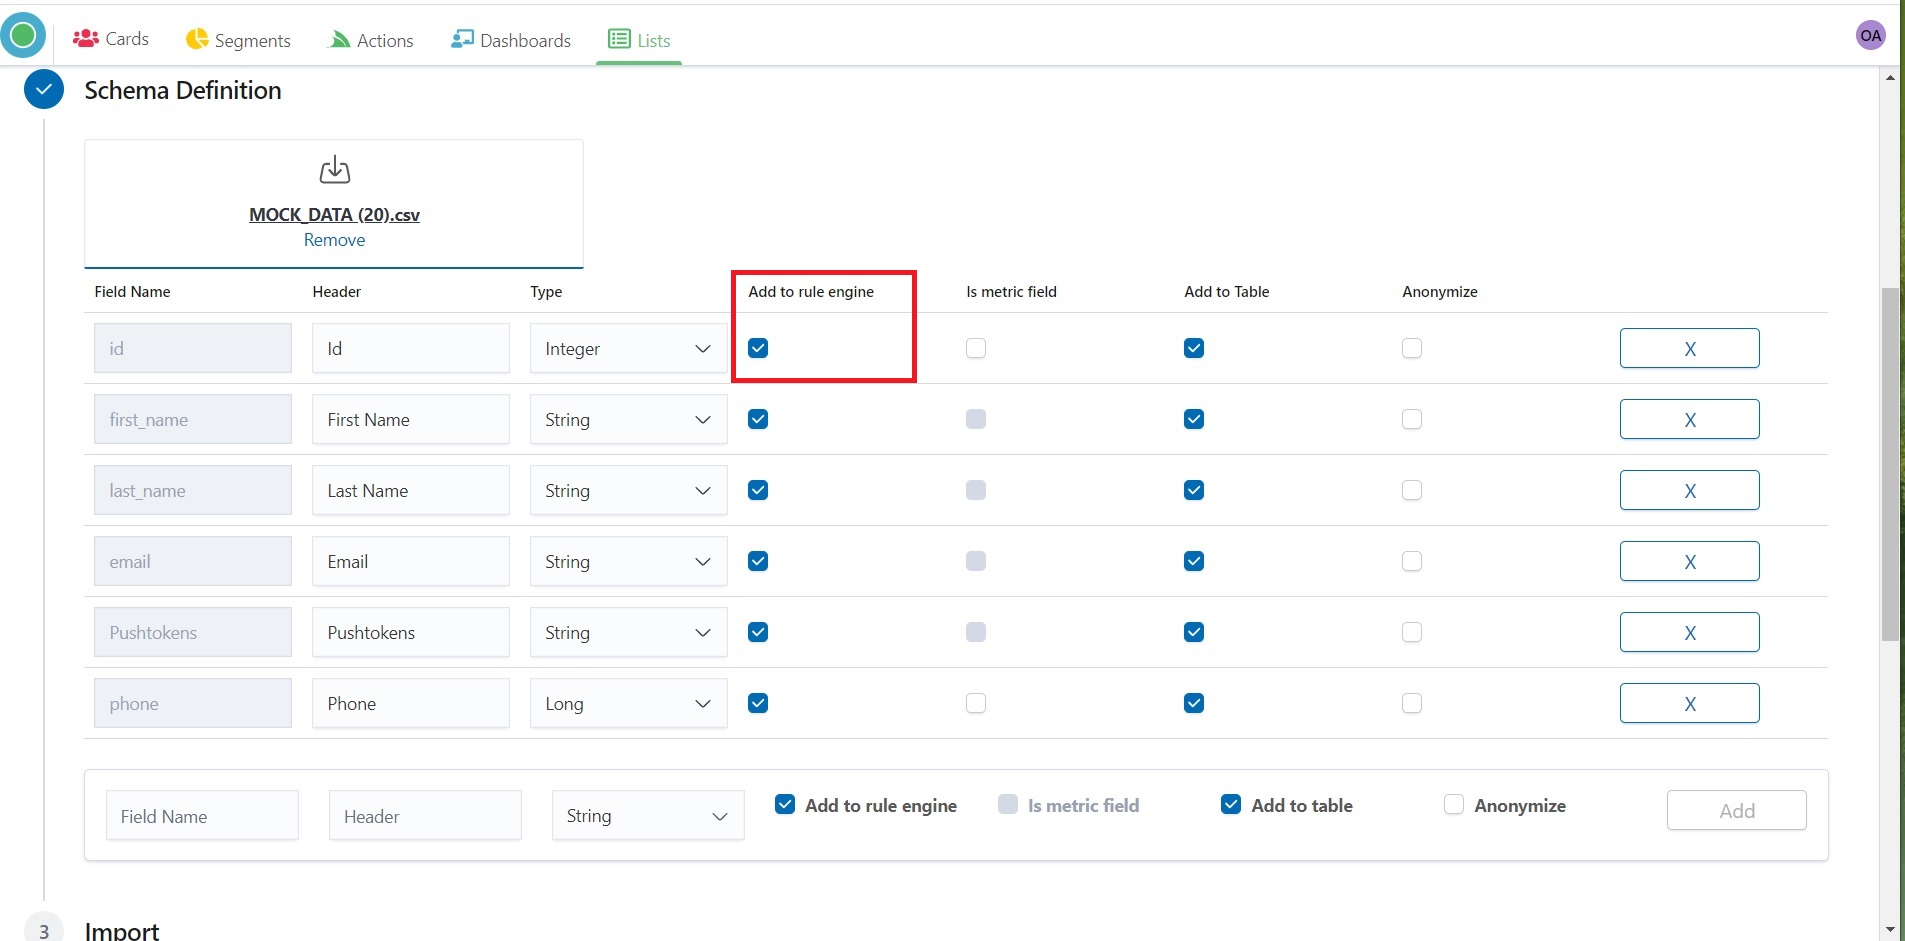 Cards Segments Actions Dashboards Lists OA
Schema Definition
MOCK_DATA (20).csv
Remove
Field Name Header Type Add to rule engine Is metric field Add to Table Anonymize
id Id Integer X
first_name First Name String X
last_name Last Name String X
email Email String X
Pushtokens Pushtokens String X
phone Phone Long X
Field Name Header String Add to rule engine Is metric field Add to table Anonymize Add
3 Import